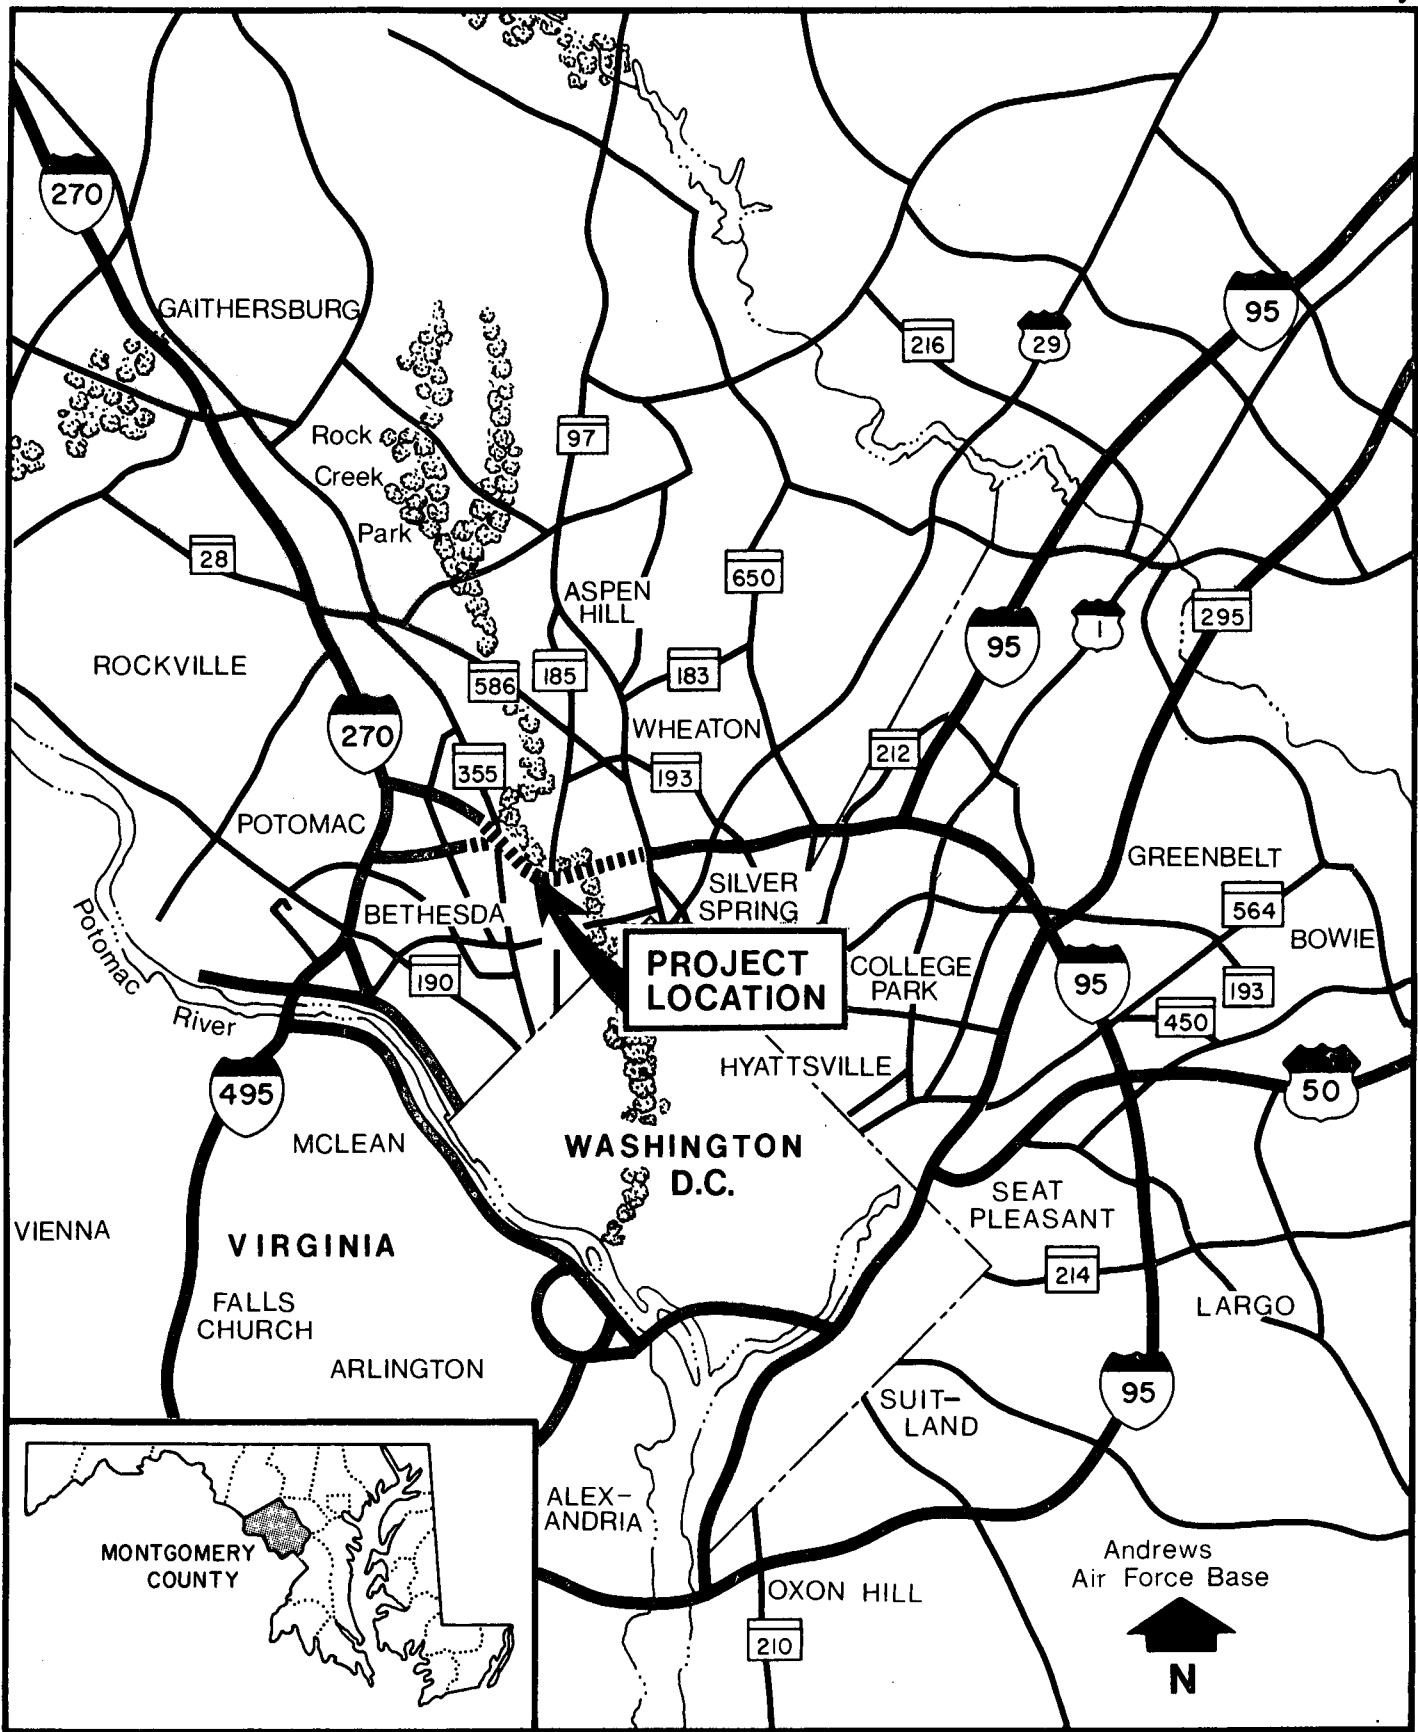 270
GAITHERSBURG
95
216
29
97
Rock
Creek
Park
28
650
ASPEN
HILL
295
1
95
ROCKVILLE
586
185
183
270
WHEATON
212
355
193
POTOMAC
GREENBELT
SILVER
SPRING
564
BETHESDA
BOWIE
Potomac
River
190
PROJECT
LOCATION
COLLEGE
PARK
95
193
450
HYATTSVILLE
495
50
MCLEAN
WASHINGTON
D.C.
SEAT
PLEASANT
VIENNA
VIRGINIA
214
FALLS
CHURCH
LARGO
ARLINGTON
95
SUIT-
LAND
ALEX-
ANDRIA
MONTGOMERY
COUNTY
Andrews
Air Force Base
OXON HILL
210
N